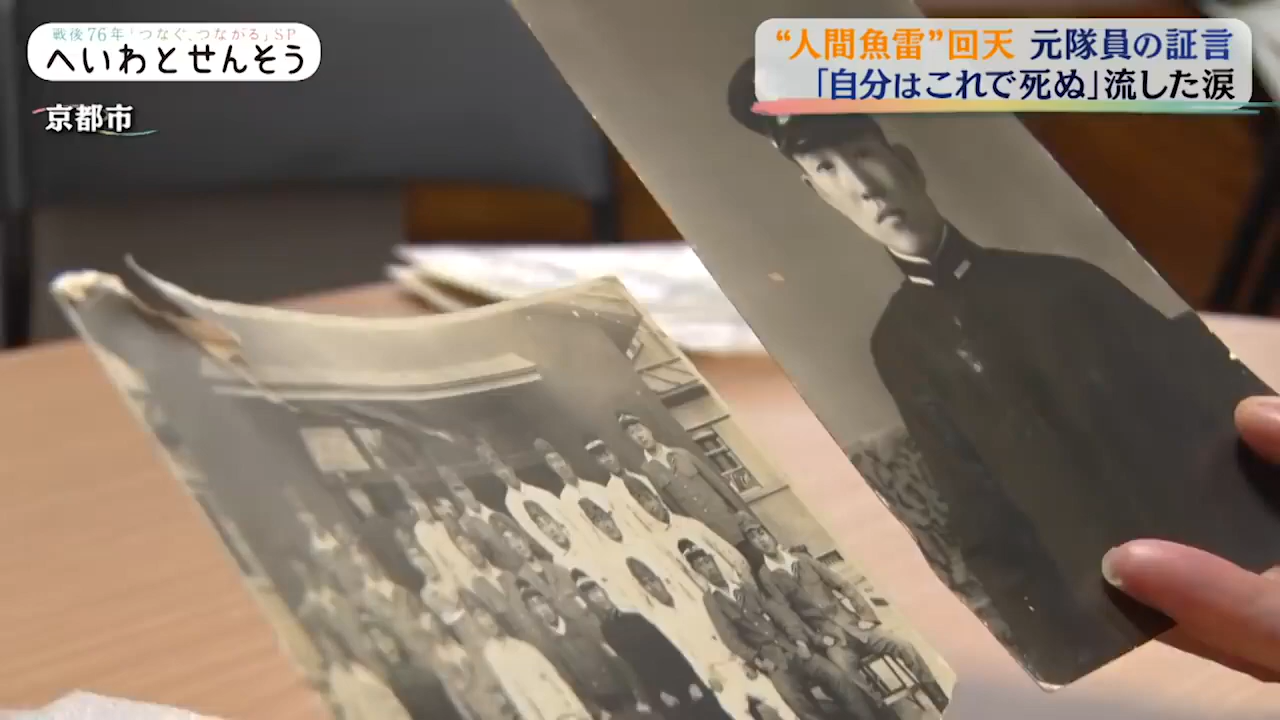 戦後76年「つなぐ、つながる」SP
へいわとせんそう
京都市
“人間魚雷”回天 元隊員の証言
「自分はこれで死ぬ」流した涙